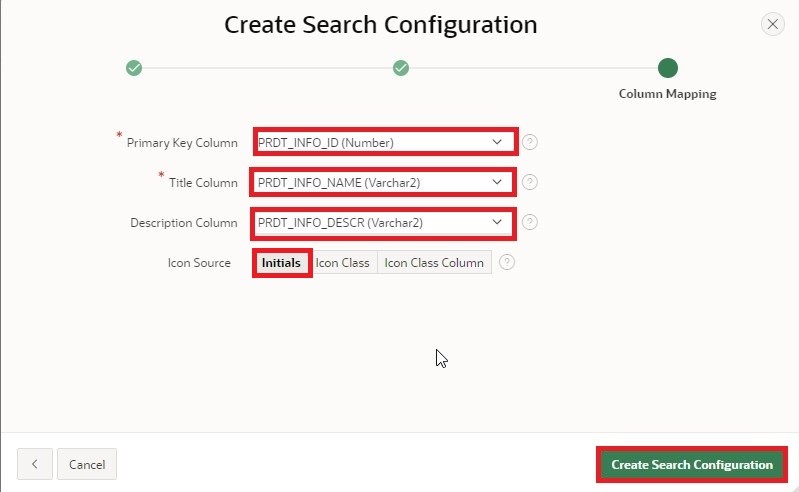 Create Search Configuration
Column Mapping
* Primary Key Column PRDT_INFO_ID (Number) ?
* Title Column PRDT_INFO_NAME (Varchar2) ?
Description Column PRDT_INFO_DESCR (Varchar2) ?
Icon Source Initials Icon Class Icon Class Column ?
Cancel Create Search Configuration